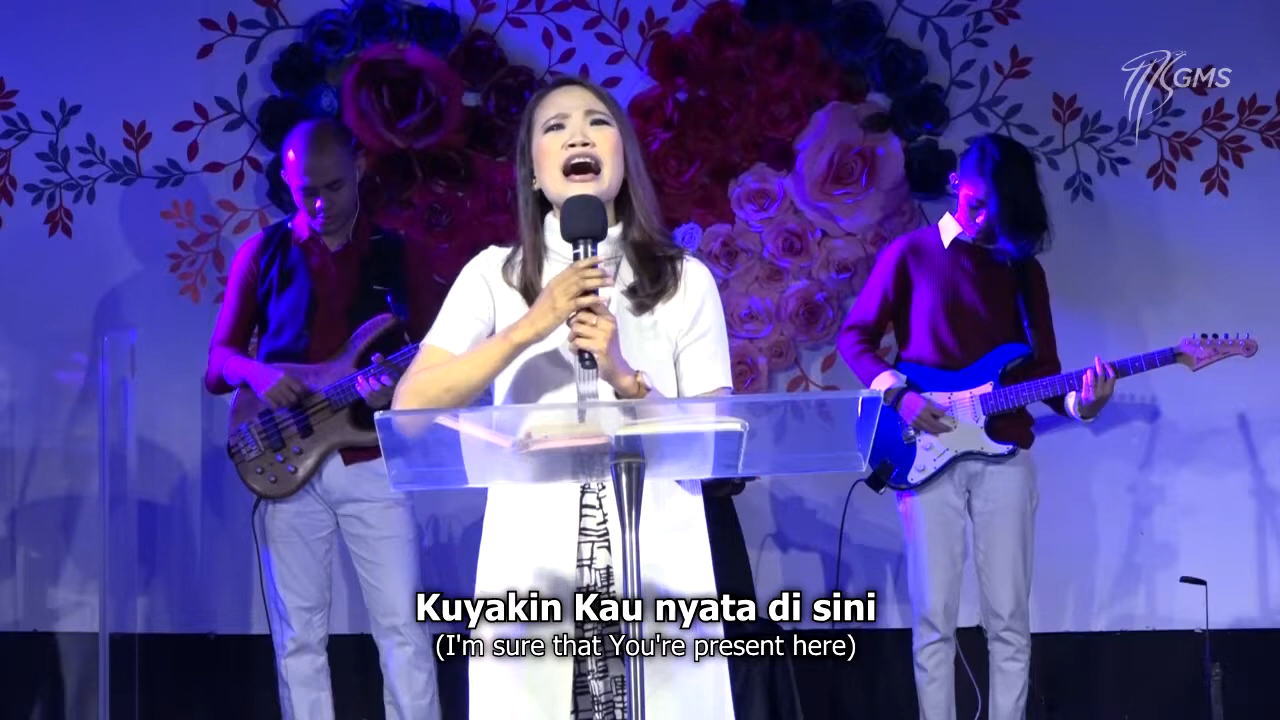 GMS
Kuyakin Kau nyata di sini
(I'm sure that You're present here)